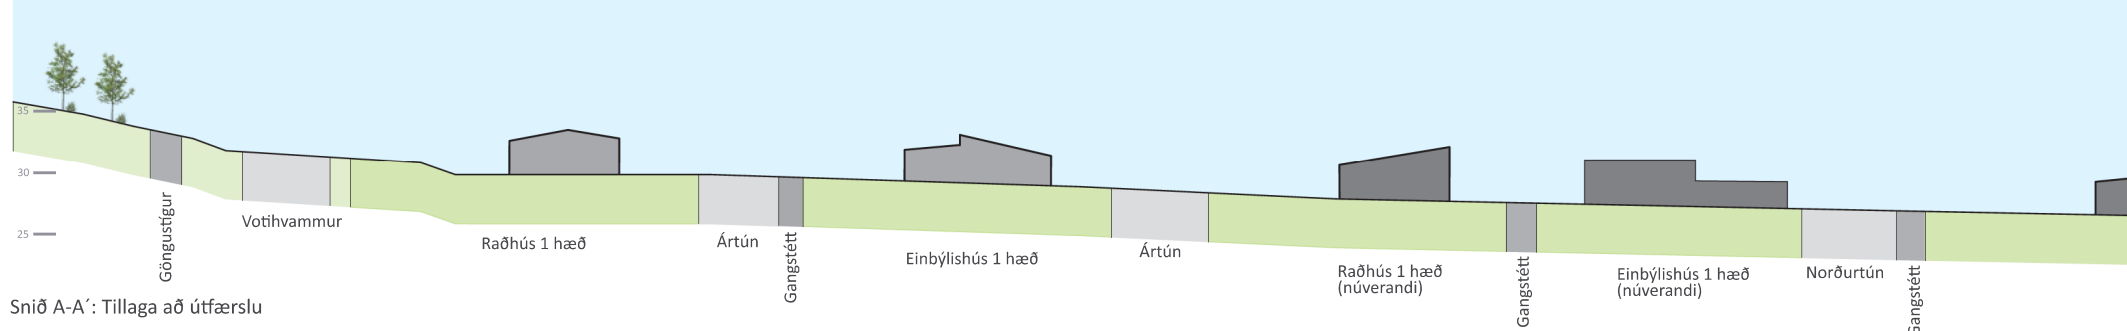 35
30
25
Göngustígur
Votihvammur
Raðhús 1 hæð
Ártún
Gangstétt
Einbýlishús 1 hæð
Ártún
Raðhús 1 hæð
(núverandi)
Gangstétt
Einbýlishús 1 hæð
(núverandi)
Norðurtún
Gangstétt
Snið A-A´: Tillaga að útfærslu